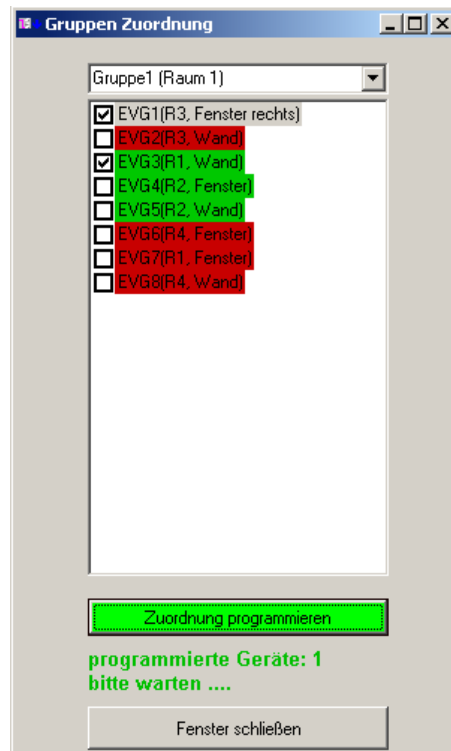 Gruppen Zuordnung
Gruppe1 (Raum 1)
EVG1(R3, Fenster rechts)
EVG2(R3, Wand)
EVG3(R1, Wand)
EVG4(R2, Fenster)
EVG5(R2, Wand)
EVG6(R4, Fenster)
EVG7(R1, Fenster)
EVG8(R4, Wand)
Zuordnung programmieren
programmierte Geräte: 1
bitte warten ....
Fenster schließen